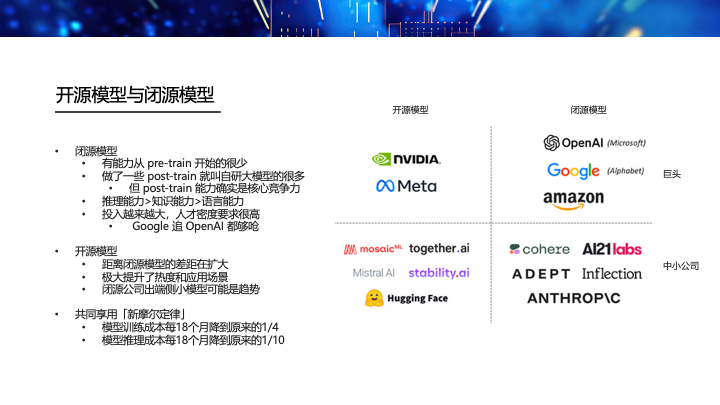 开源模型与闭源模型
• 闭源模型
• 有能力从 pre-train 开始的很少
• 做了一些 post-train 就叫自研大模型的很多
• 但 post-train 能力确实是核心竞争力
• 推理能力>知识能力>语言能力
• 投入越来越大，人才密度要求很高
• Google 追 OpenAI 都够呛
• 开源模型
• 距离闭源模型的差距在扩大
• 极大提升了热度和应用场景
• 闭源公司出端侧小模型可能是趋势
• 共同享用「新摩尔定律」
• 模型训练成本每18个月降到原来的1/4
• 模型推理成本每18个月降到原来的1/10
开源模型 闭源模型
NVIDIA.
Meta
OpenAI (Microsoft)
Google (Alphabet)
amazon
巨头
mosaicML together.ai
Mistral AI stability.ai
Hugging Face
cohere AI21labs
ADEPT Inflection
ANTHROP\C
中小公司